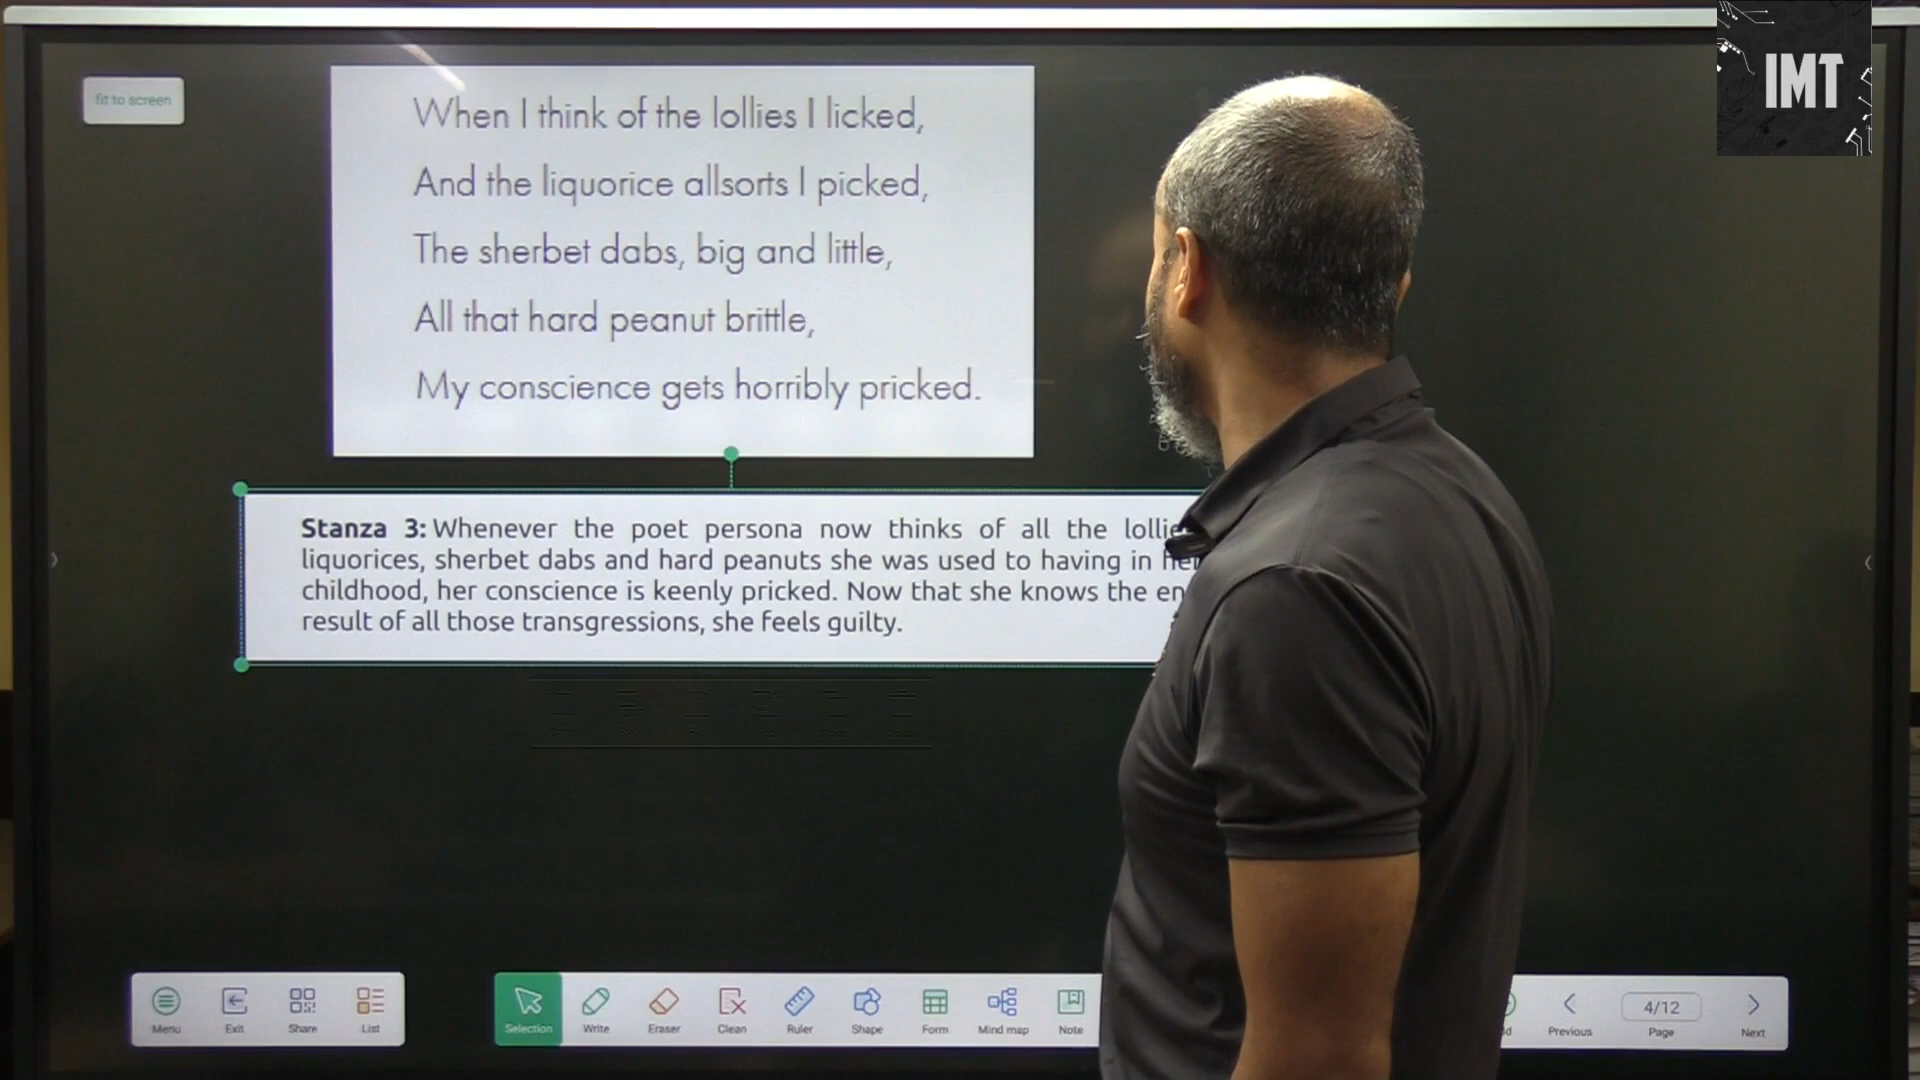 IMT
fit to screen
When I think of the lollies I licked,
And the liquorice allsorts I picked,
The sherbet dabs, big and little,
All that hard peanut brittle,
My conscience gets horribly pricked.
Stanza 3: Whenever the poet persona now thinks of all the
liquorices, sherbet dabs and hard peanuts she was used to having in
childhood, her conscience is keenly pricked. Now that she knows the
result of all those transgressions, she feels guilty.
Menu Exit Share List Selection Write Eraser Clean Ruler Shape Form Mind map Note Previous 4/12 Page Next